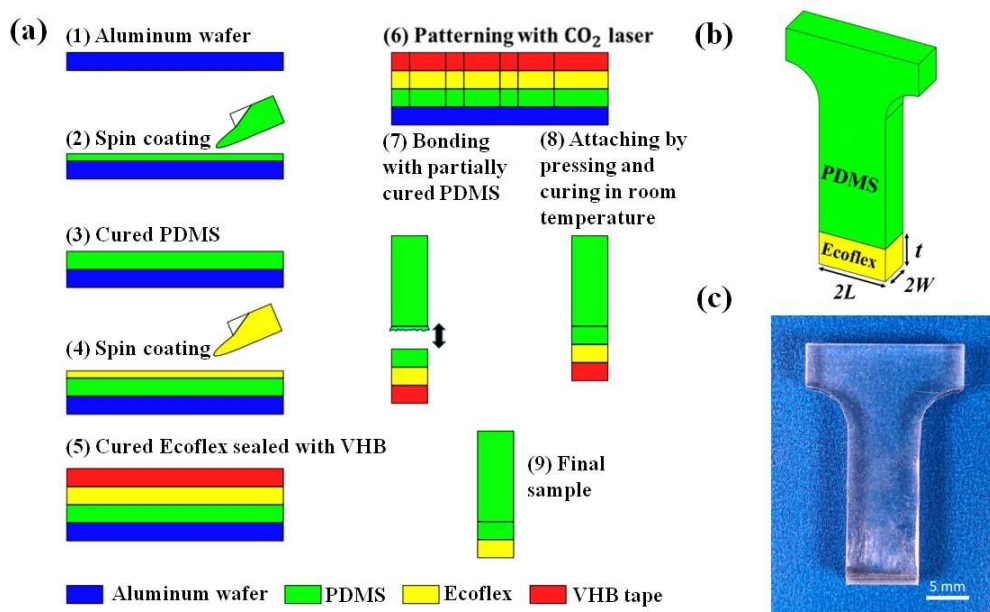 (a)
(1) Aluminum wafer
(2) Spin coating
(3) Cured PDMS
(4) Spin coating
(5) Cured Ecoflex sealed with VHB
(6) Patterning with CO₂ laser
(7) Bonding
with partially
cured PDMS
(8) Attaching by
pressing and
curing in room
temperature
(9) Final
sample
Aluminum wafer
PDMS
Ecoflex
VHB tape
(b)
PDMS
Ecoflex
t
2W
2L
(c)
5 mm